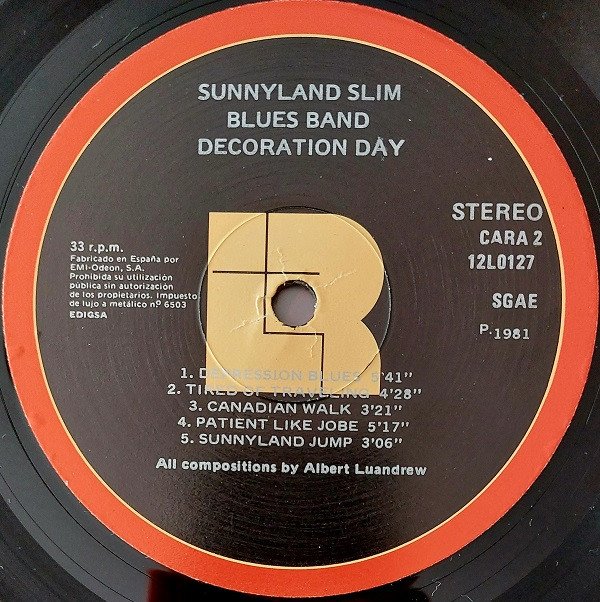 SUNNYLAND SLIM
BLUES BAND
DECORATION DAY
STEREO
CARA 2
12L0127
SGAE
P. 1981
33 r.p.m.
Fabricado en España por
EMI-Odeon, S.A.
Prohibida su utilización
pública sin autorización
de los propietarios. Impuesto
de lujo a metálico nº 6503
EDIGSA
1. DEPRESSION BLUES 5'41"
2. TIRED OF TRAVELING 4'28"
3. CANADIAN WALK 3'21"
4. PATIENT LIKE JOBE 5'17"
5. SUNNYLAND JUMP 3'06"
All compositions by Albert Luandrew